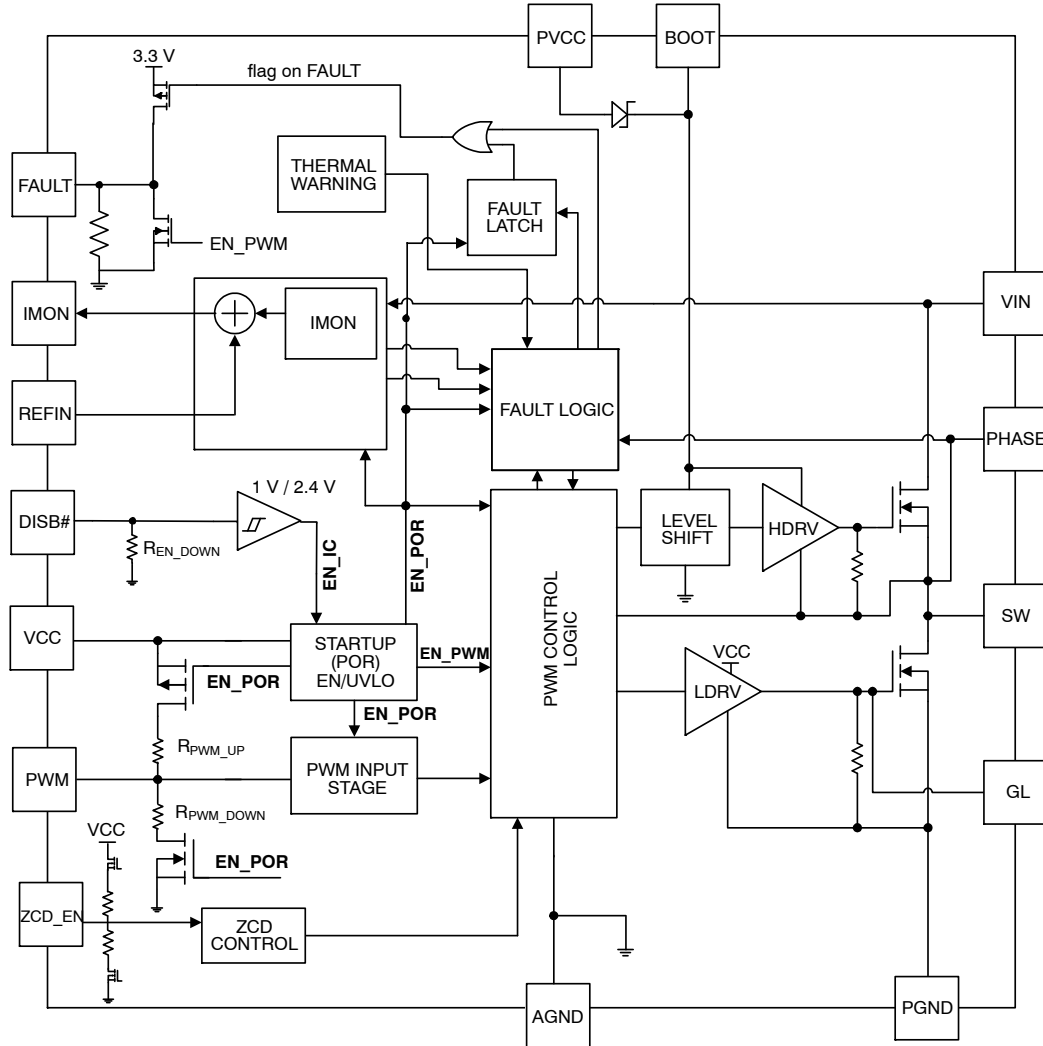 PVCC
BOOT
3.3 V
flag on FAULT
THERMAL
WARNING
FAULT
FAULT
LATCH
EN_PWM
IMON
IMON
VIN
REFIN
FAULT LOGIC
PHASE
1 V / 2.4 V
DISB#
R_EN_DOWN
EN_IC
EN_POR
LEVEL
SHIFT
HDRV
VCC
STARTUP
(POR)
EN/UVLO
EN_PWM
PWM CONTROL
LOGIC
SW
EN_POR
VCC
LDRV
EN_POR
R_PWM_UP
PWM
PWM INPUT
STAGE
GL
R_PWM_DOWN
VCC
EN_POR
ZCD_EN
ZCD
CONTROL
AGND
PGND